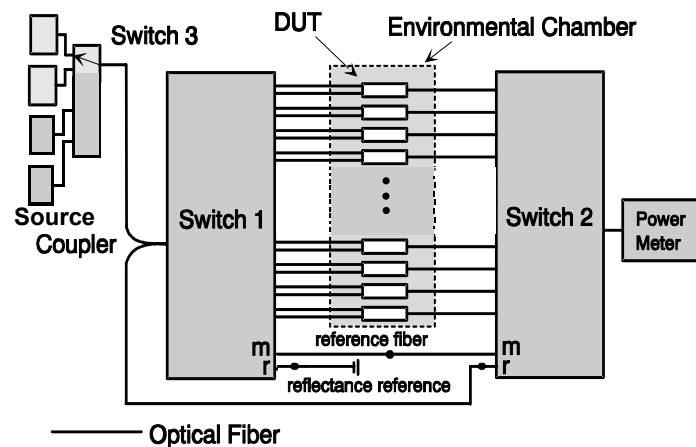 Switch 3
DUT
Environmental Chamber
Source
Coupler
Switch 1
Switch 2
Power
Meter
m
reference fiber
m
r
reflectance reference
r
Optical Fiber